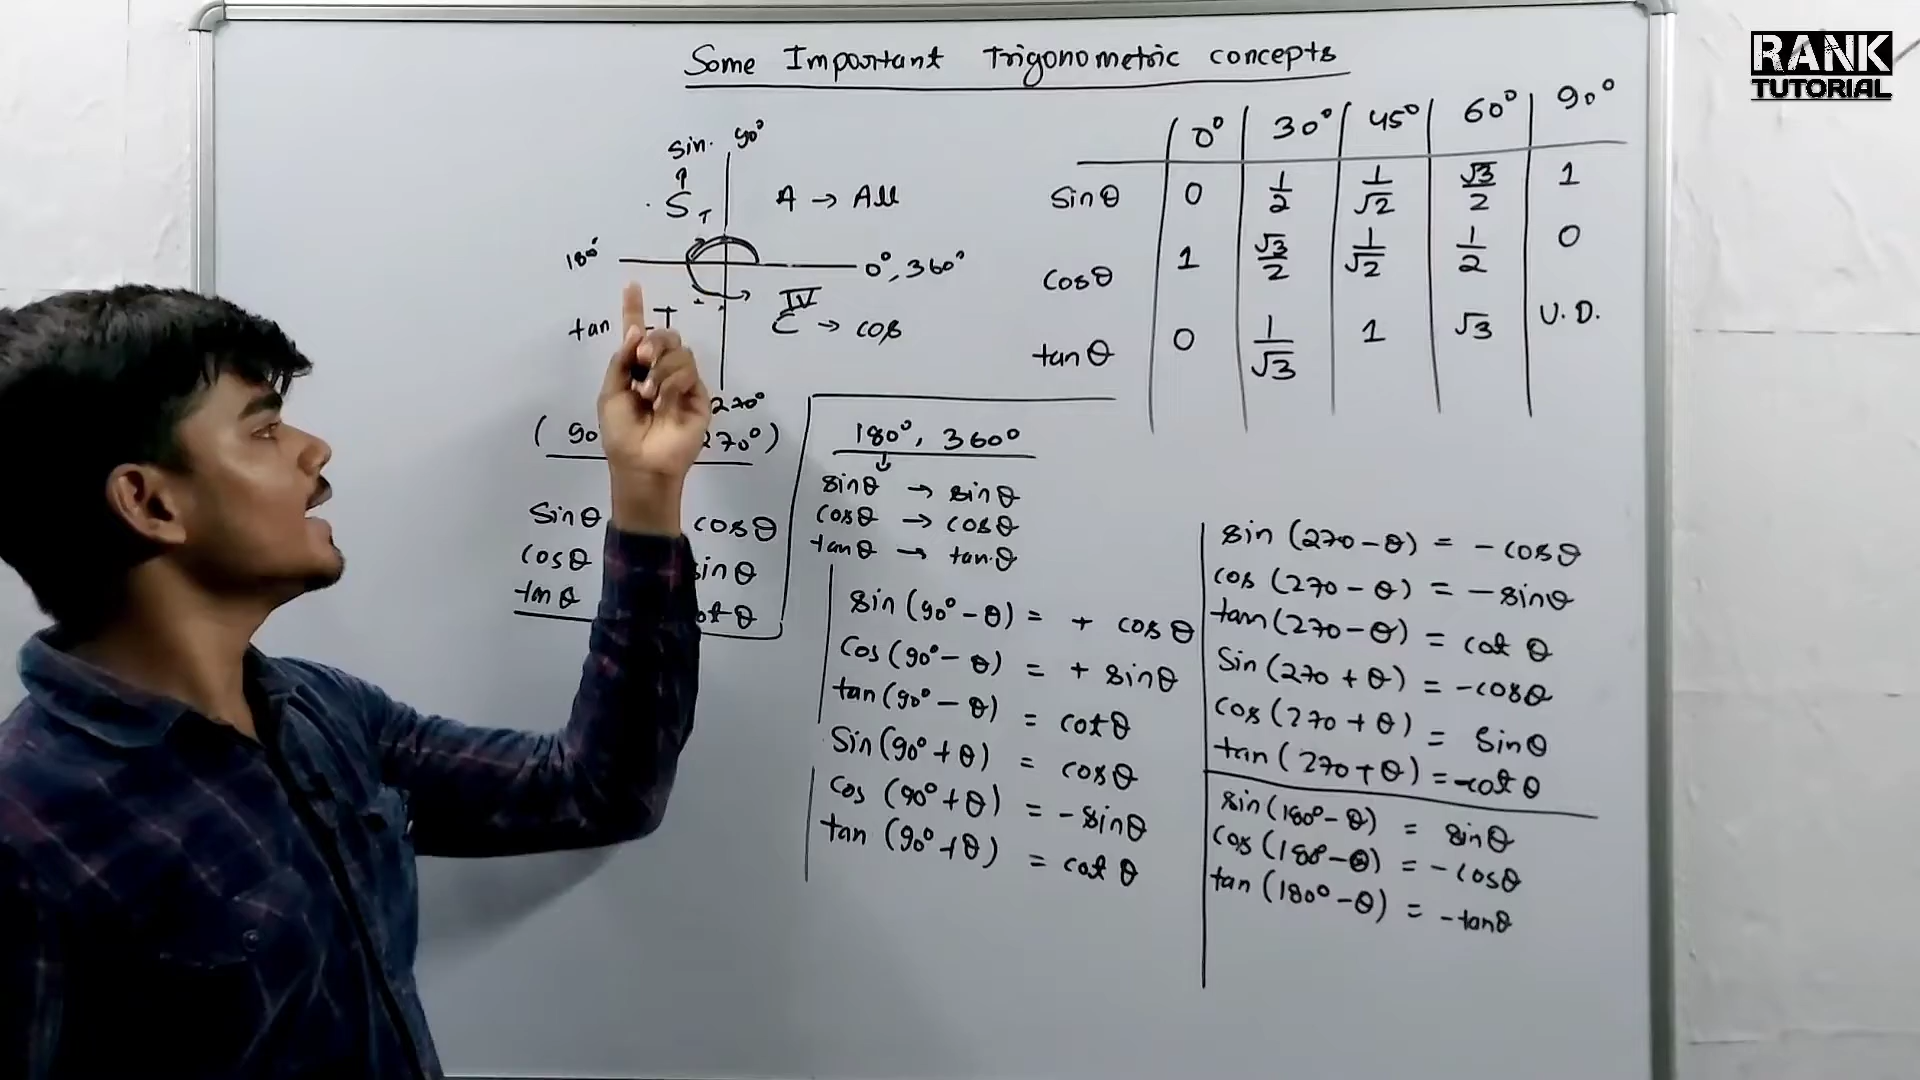 Some Important Trigonometric concepts
RANK
TUTORIAL
sin. 90°
↑
S T A → All
180° 0°, 360°
IV
tan T C → cos
270°
( 90 270°)
sinθ cosθ
cosθ sinθ
tanθ cotθ
0° 30° 45° 60° 90°
sinθ 0 1/2 1/√2 √3/2 1
cosθ 1 √3/2 1/√2 1/2 0
tanθ 0 1/√3 1 √3 U.D.
180°, 360°
sinθ → sinθ
cosθ → cosθ
tanθ → tan.θ
sin (90° - θ) = + cosθ
cos (90° - θ) = + sinθ
tan (90° - θ) = cotθ
Sin (90° + θ) = cosθ
cos (90° + θ) = - sinθ
tan (90° + θ) = cot θ
sin (270 - θ) = - cosθ
cos (270 - θ) = - sinθ
tan (270 - θ) = cot θ
Sin (270 + θ) = - cosθ
cos (270 + θ) = sinθ
tan (270 + θ) = - cot θ
sin (180° - θ) = sinθ
cos (180 - θ) = - cosθ
tan (180° - θ) = - tanθ